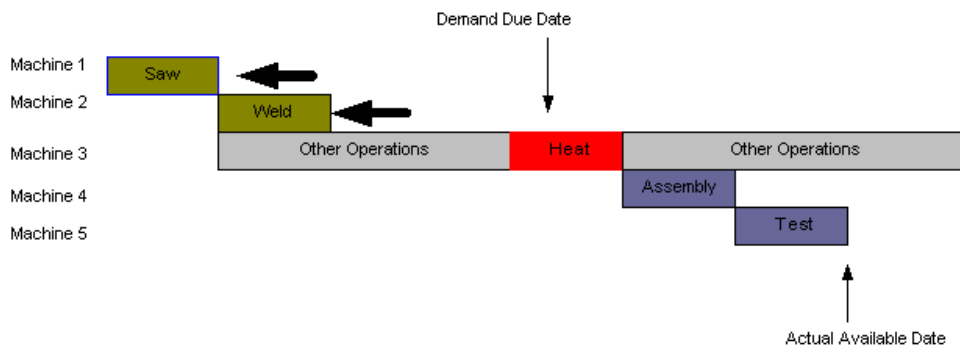 Demand Due Date
Machine 1
Saw
Machine 2
Weld
Machine 3
Other Operations
Heat
Other Operations
Machine 4
Assembly
Machine 5
Test
Actual Available Date